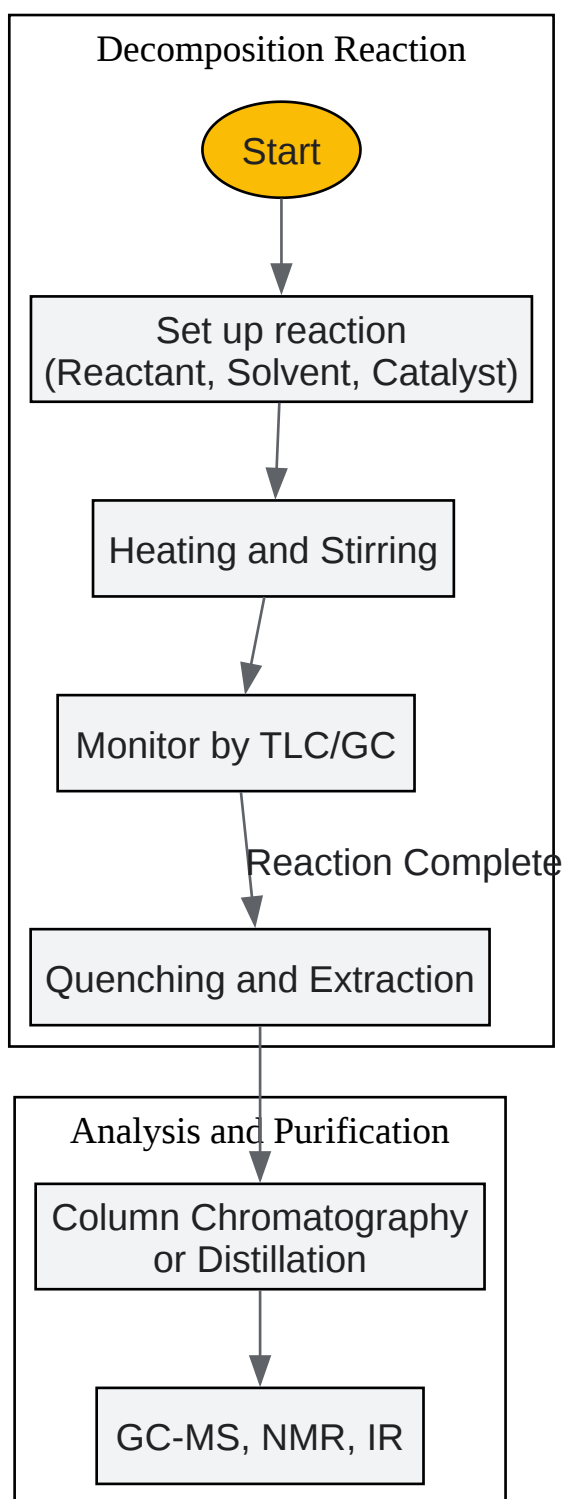 Decomposition Reaction
Start
Set up reaction
(Reactant, Solvent, Catalyst)
Heating and Stirring
Monitor by TLC/GC
Reaction Complete
Quenching and Extraction
Analysis and Purification
Column Chromatography
or Distillation
GC-MS, NMR, IR